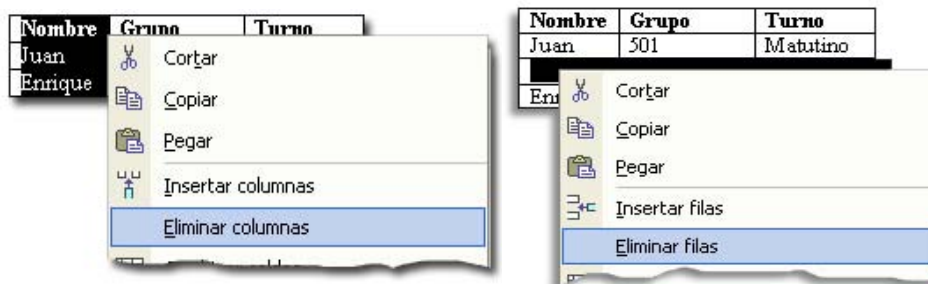 Nombre Grupo Turno
Juan
Enrique
Cortar
Copiar
Pegar
Insertar columnas
Eliminar columnas
Nombre Grupo Turno
Juan 501 Matutino
Cortar
Copiar
Pegar
Insertar filas
Eliminar filas